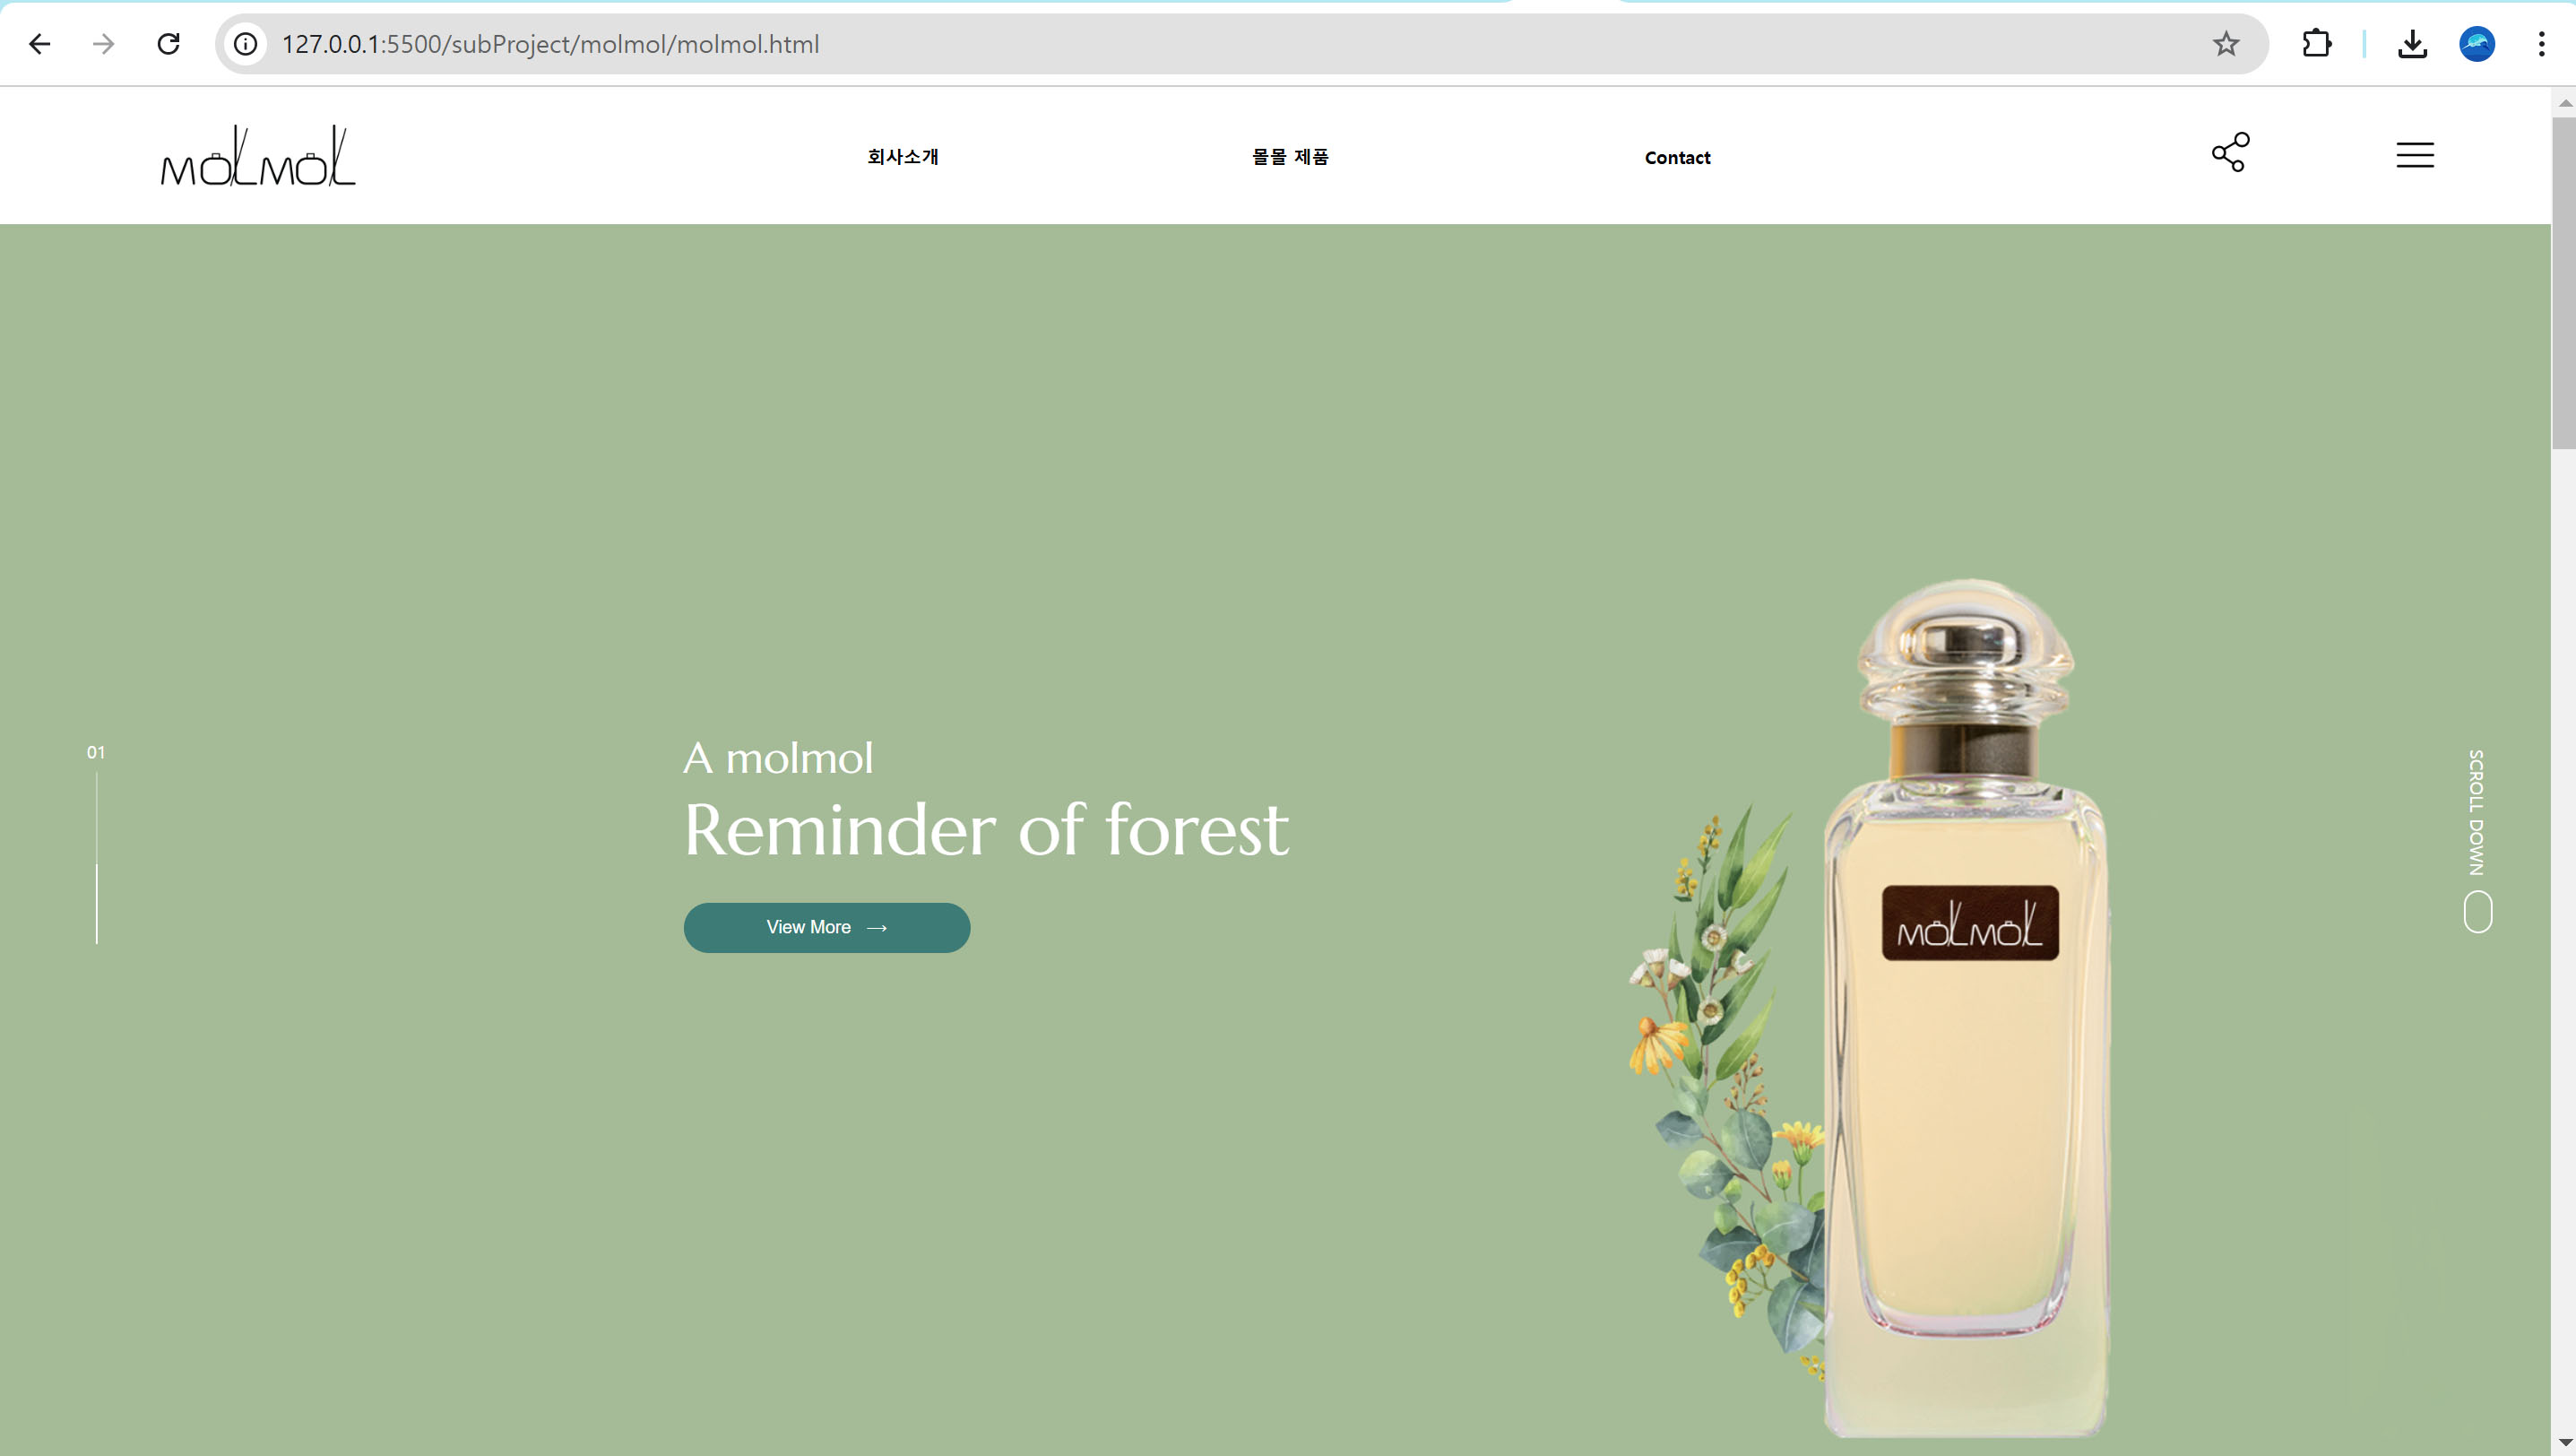 127.0.0.1:5500/subProject/molmol/molmol.html
molmol
회사소개
몰몰 제품
Contact
01
A molmol
Reminder of forest
View More →
molmol
SCROLL DOWN